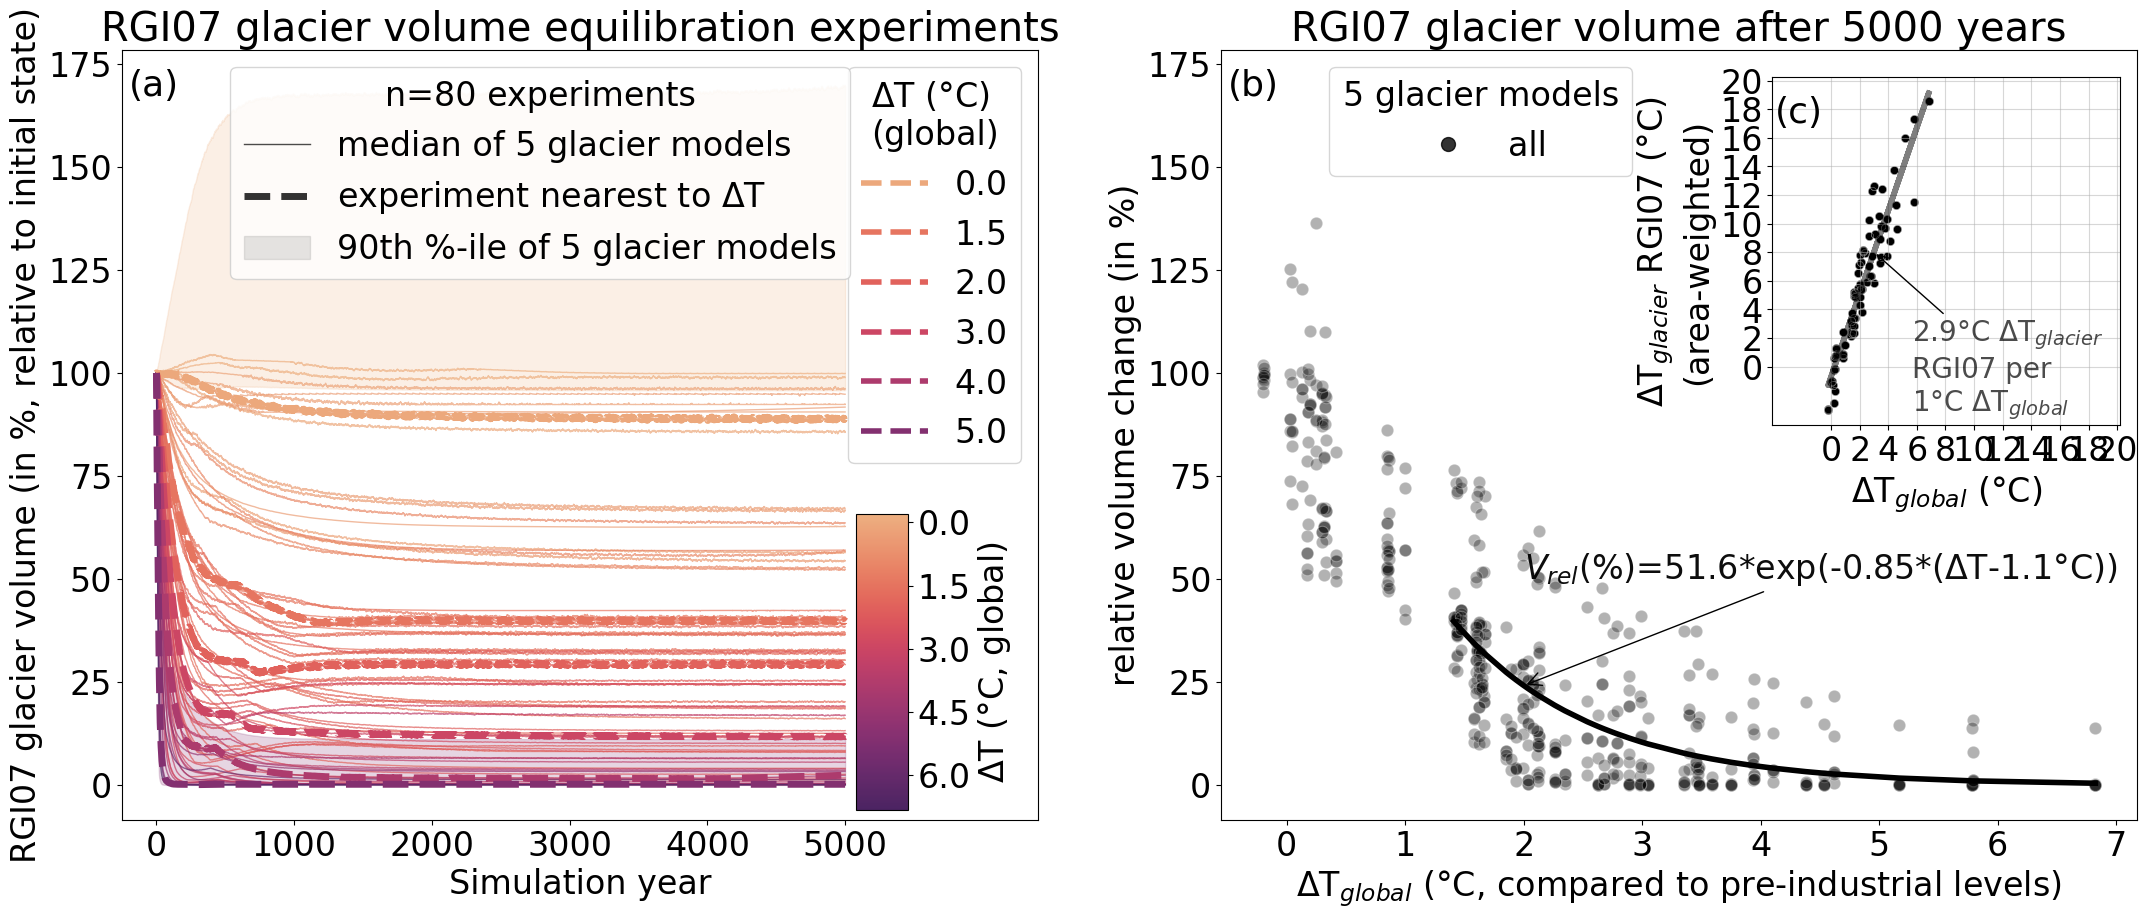 RGI07 glacier volume equilibration experiments
RGI07 glacier volume (in %, relative to initial state)
(a)
n=80 experiments
median of 5 glacier models
experiment nearest to ΔT
90th %-ile of 5 glacier models
ΔT (°C)
(global)
0.0
1.5
2.0
3.0
4.0
5.0
175
150
125
100
75
50
25
0
0
1000
2000
3000
4000
5000
Simulation year
0.0
1.5
3.0
4.5
6.0
ΔT (°C, global)
RGI07 glacier volume after 5000 years
relative volume change (in %)
(b)
5 glacier models
all
175
150
125
100
75
50
25
0
0
1
2
3
4
5
6
7
ΔTglobal (°C, compared to pre-industrial levels)
Vrel(%)=51.6*exp(-0.85*(ΔT-1.1°C))
(c)
ΔTglacier RGI07 (°C)
(area-weighted)
20
18
16
14
12
10
8
6
4
2
0
0
2
4
6
8
10
12
14
16
18
20
ΔTglobal (°C)
2.9°C ΔTglacier
RGI07 per
1°C ΔTglobal